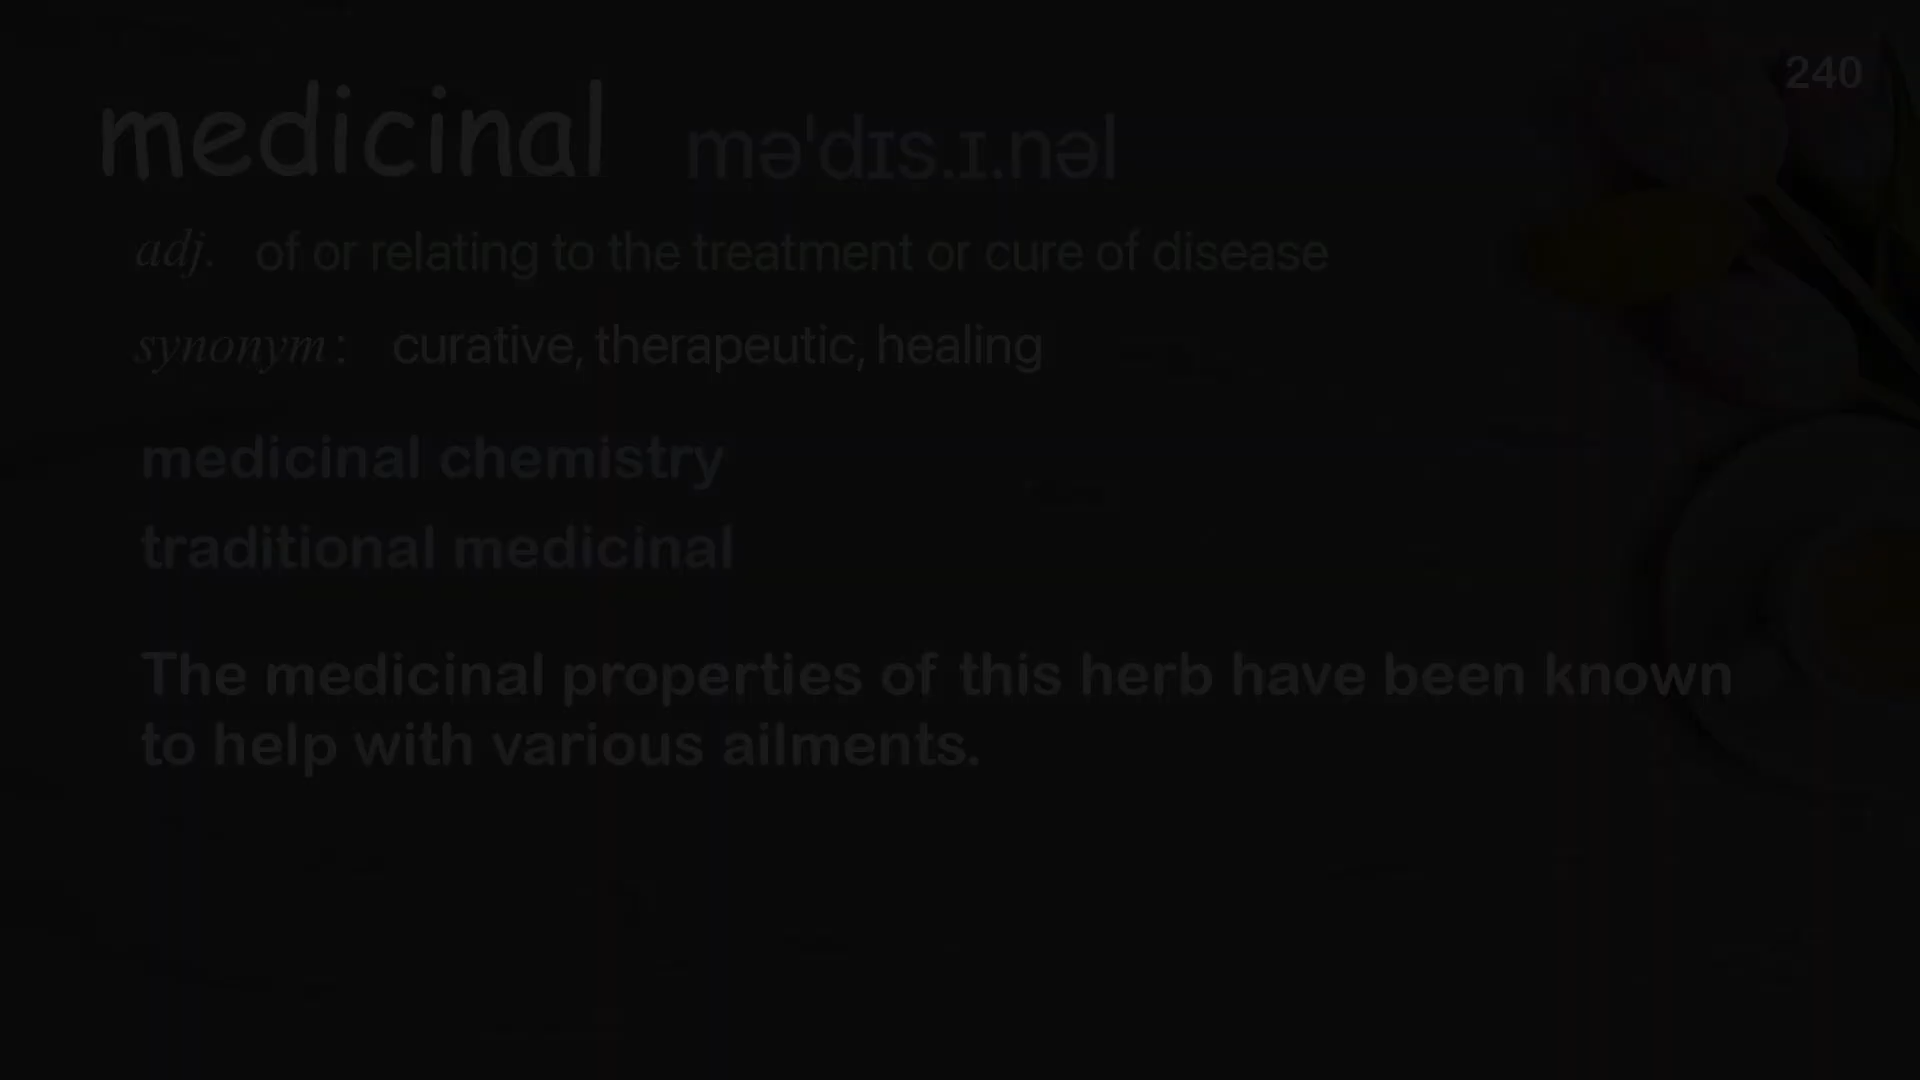 240
medicinal məˈdɪs.ɪ.nəl
adj. of or relating to the treatment or cure of disease
synonym: curative, therapeutic, healing
medicinal chemistry
traditional medicinal
The medicinal properties of this herb have been known
to help with various ailments.